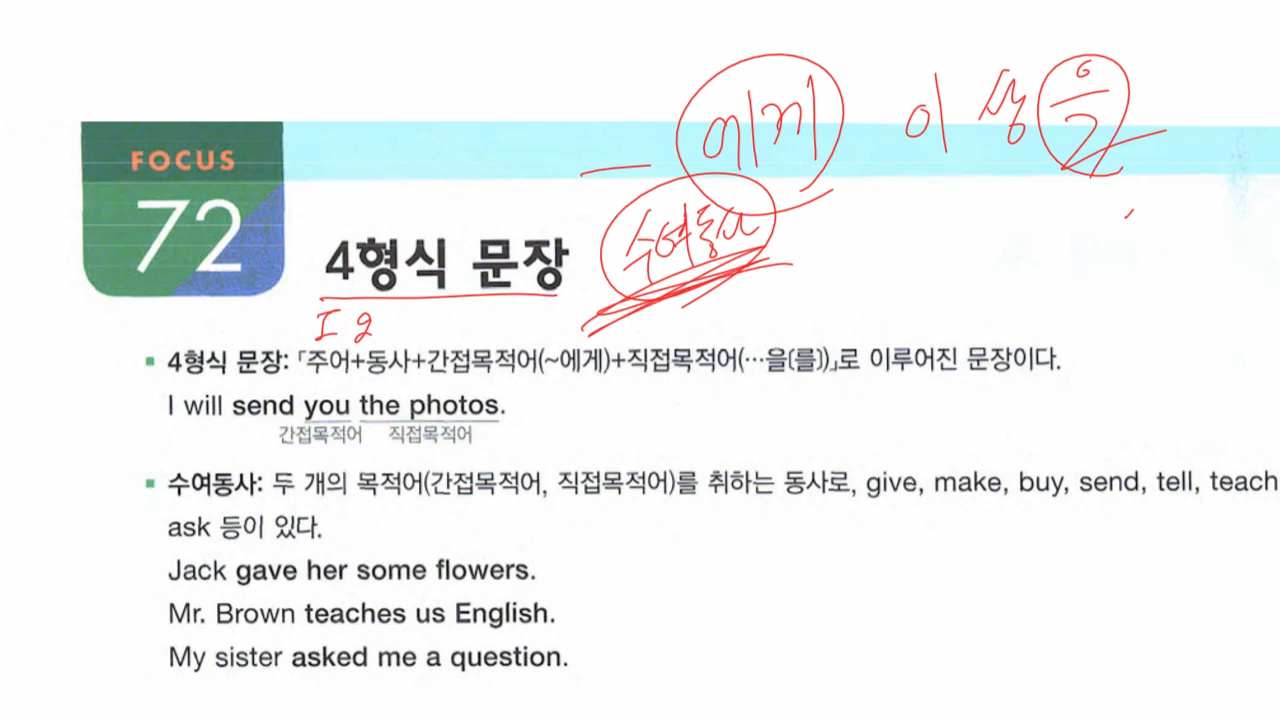 에게 이상을
FOCUS
72
수여동사
4형식 문장
I g
▪ 4형식 문장: 「주어+동사+간접목적어(~에게)+직접목적어(…을(를))」로 이루어진 문장이다.
I will send you the photos.
간접목적어 직접목적어
▪ 수여동사: 두 개의 목적어(간접목적어, 직접목적어)를 취하는 동사로, give, make, buy, send, tell, teach
ask 등이 있다.
Jack gave her some flowers.
Mr. Brown teaches us English.
My sister asked me a question.